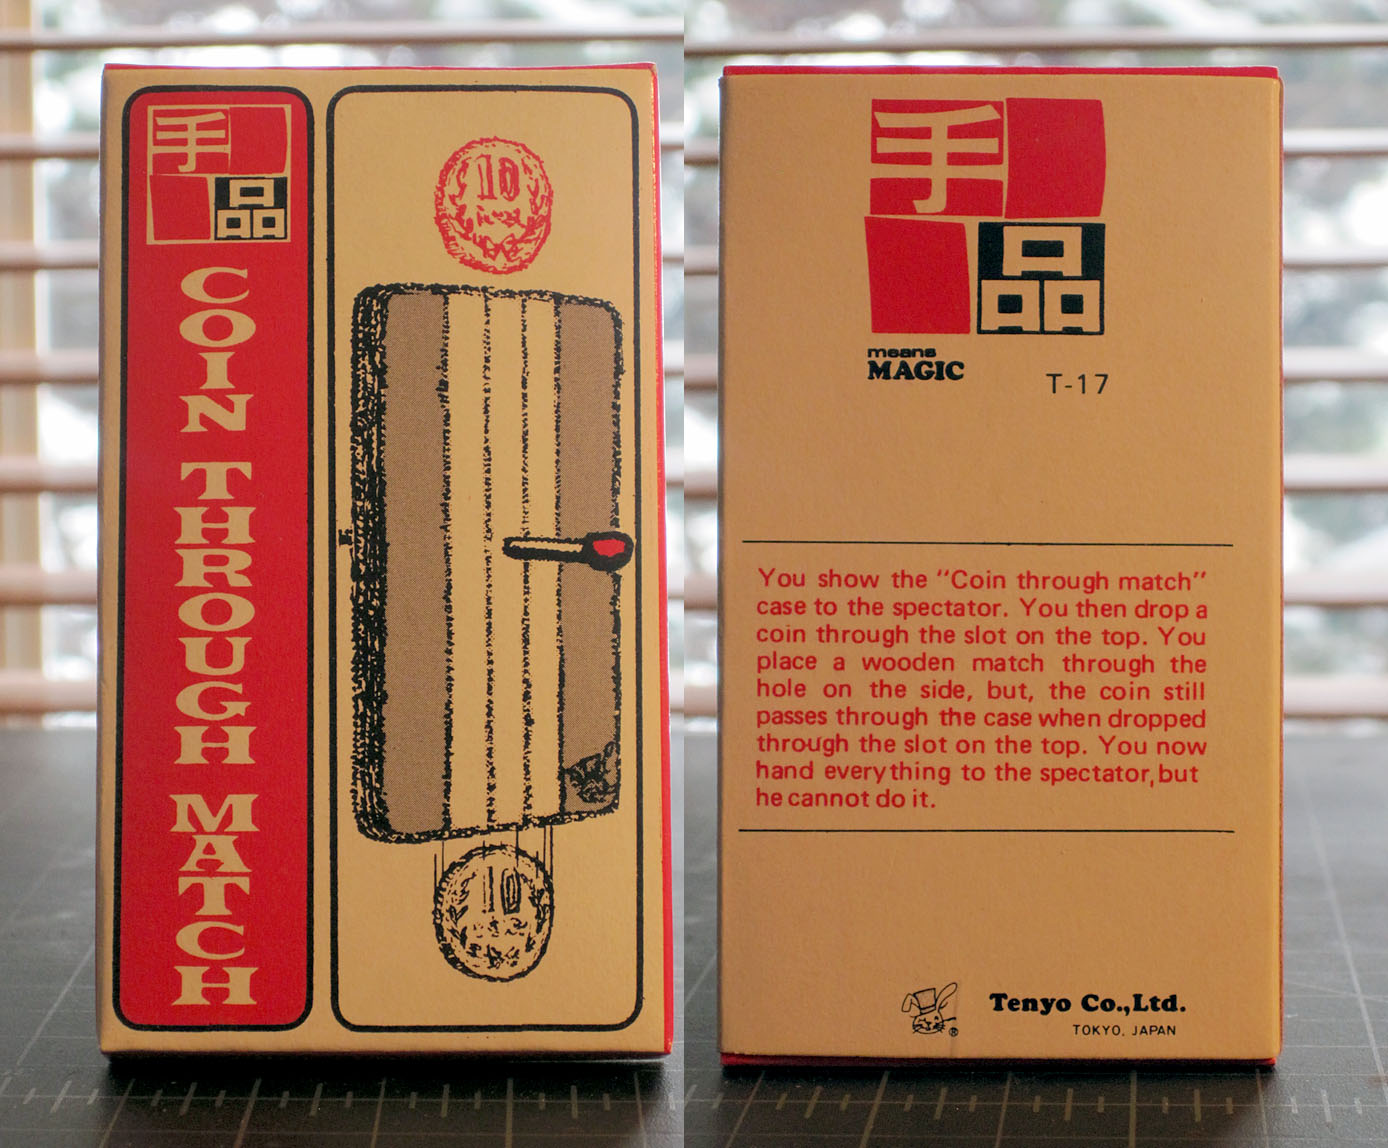 手
品
COIN THROUGH MATCH
10
10
手
品
means
MAGIC
T-17
You show the "Coin through match"
case to the spectator. You then drop a
coin through the slot on the top. You
place a wooden match through the
hole on the side, but, the coin still
passes through the case when dropped
through the slot on the top. You now
hand everything to the spectator, but
he cannot do it.
®
Tenyo Co.,Ltd.
TOKYO, JAPAN